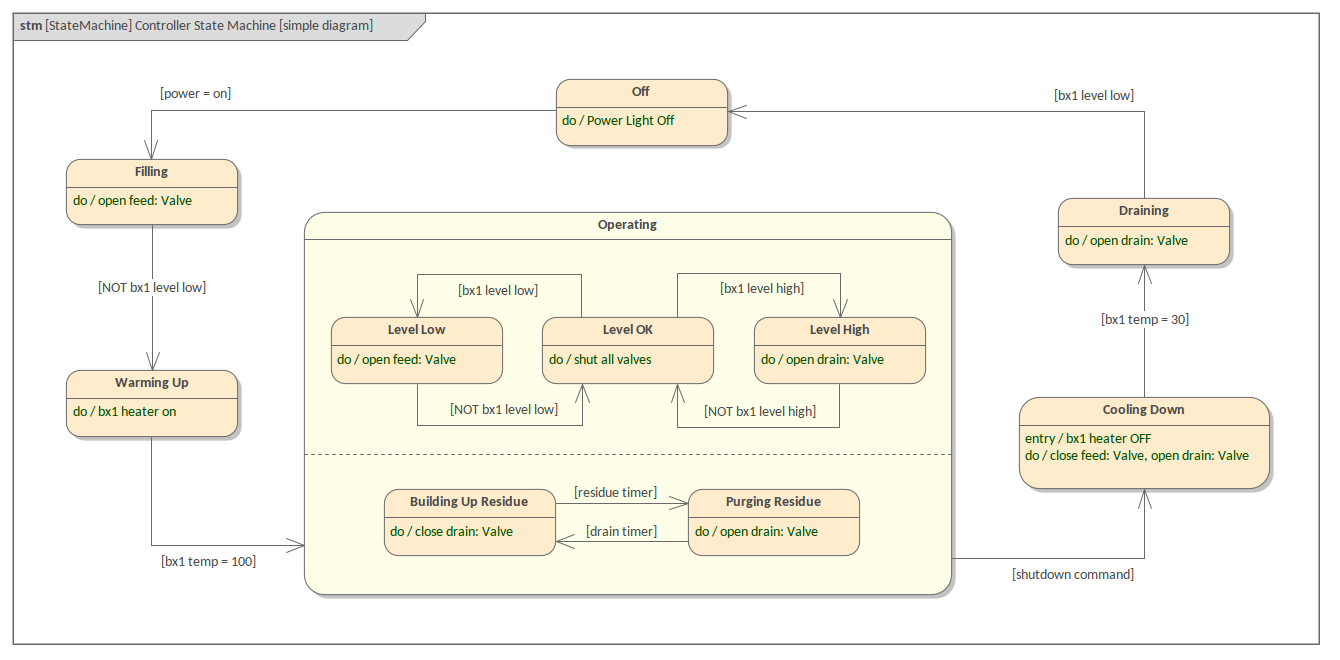 stm [StateMachine] Controller State Machine [simple diagram]
[power = on]
Off
do / Power Light Off
[bx1 level low]
Filling
do / open feed: Valve
[NOT bx1 level low]
Warming Up
do / bx1 heater on
[bx1 temp = 100]
Operating
[bx1 level low]
[bx1 level high]
Level Low
do / open feed: Valve
Level OK
do / shut all valves
Level High
do / open drain: Valve
[NOT bx1 level low]
[NOT bx1 level high]
Building Up Residue
do / close drain: Valve
[residue timer]
[drain timer]
Purging Residue
do / open drain: Valve
Draining
do / open drain: Valve
[bx1 temp = 30]
Cooling Down
entry / bx1 heater OFF
do / close feed: Valve, open drain: Valve
[shutdown command]